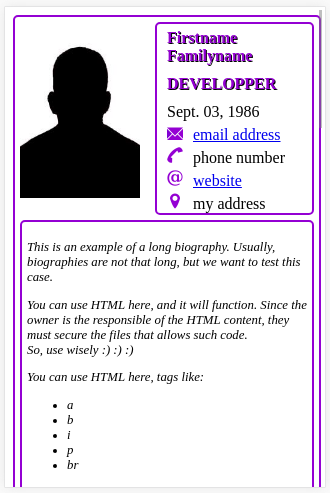 Firstname
Familyname
DEVELOPPER
Sept. 03, 1986
email address
phone number
@ website
my address
This is an example of a long biography. Usually,
biographies are not that long, but we want to test this
case.
You can use HTML here, and it will function. Since the
owner is the responsible of the HTML content, they
must secure the files that allows such code.
So, use wisely :) :) :)
You can use HTML here, tags like:
• a
• b
• i
• p
• br